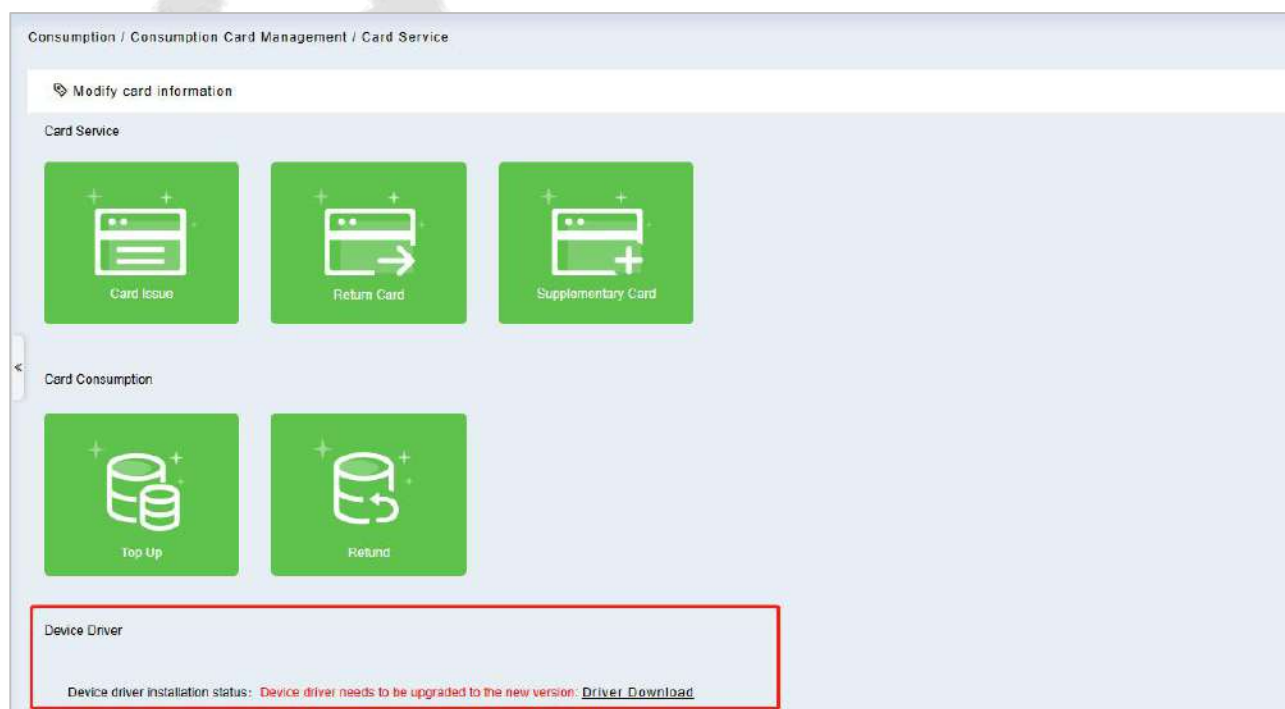 Consumption / Consumption Card Management / Card Service
Modify card information
Card Service
Card Issue
Return Card
Supplementary Card
Card Consumption
Top Up
Refund
Device Driver
Device driver installation status: Device driver needs to be upgraded to the new version: Driver Download